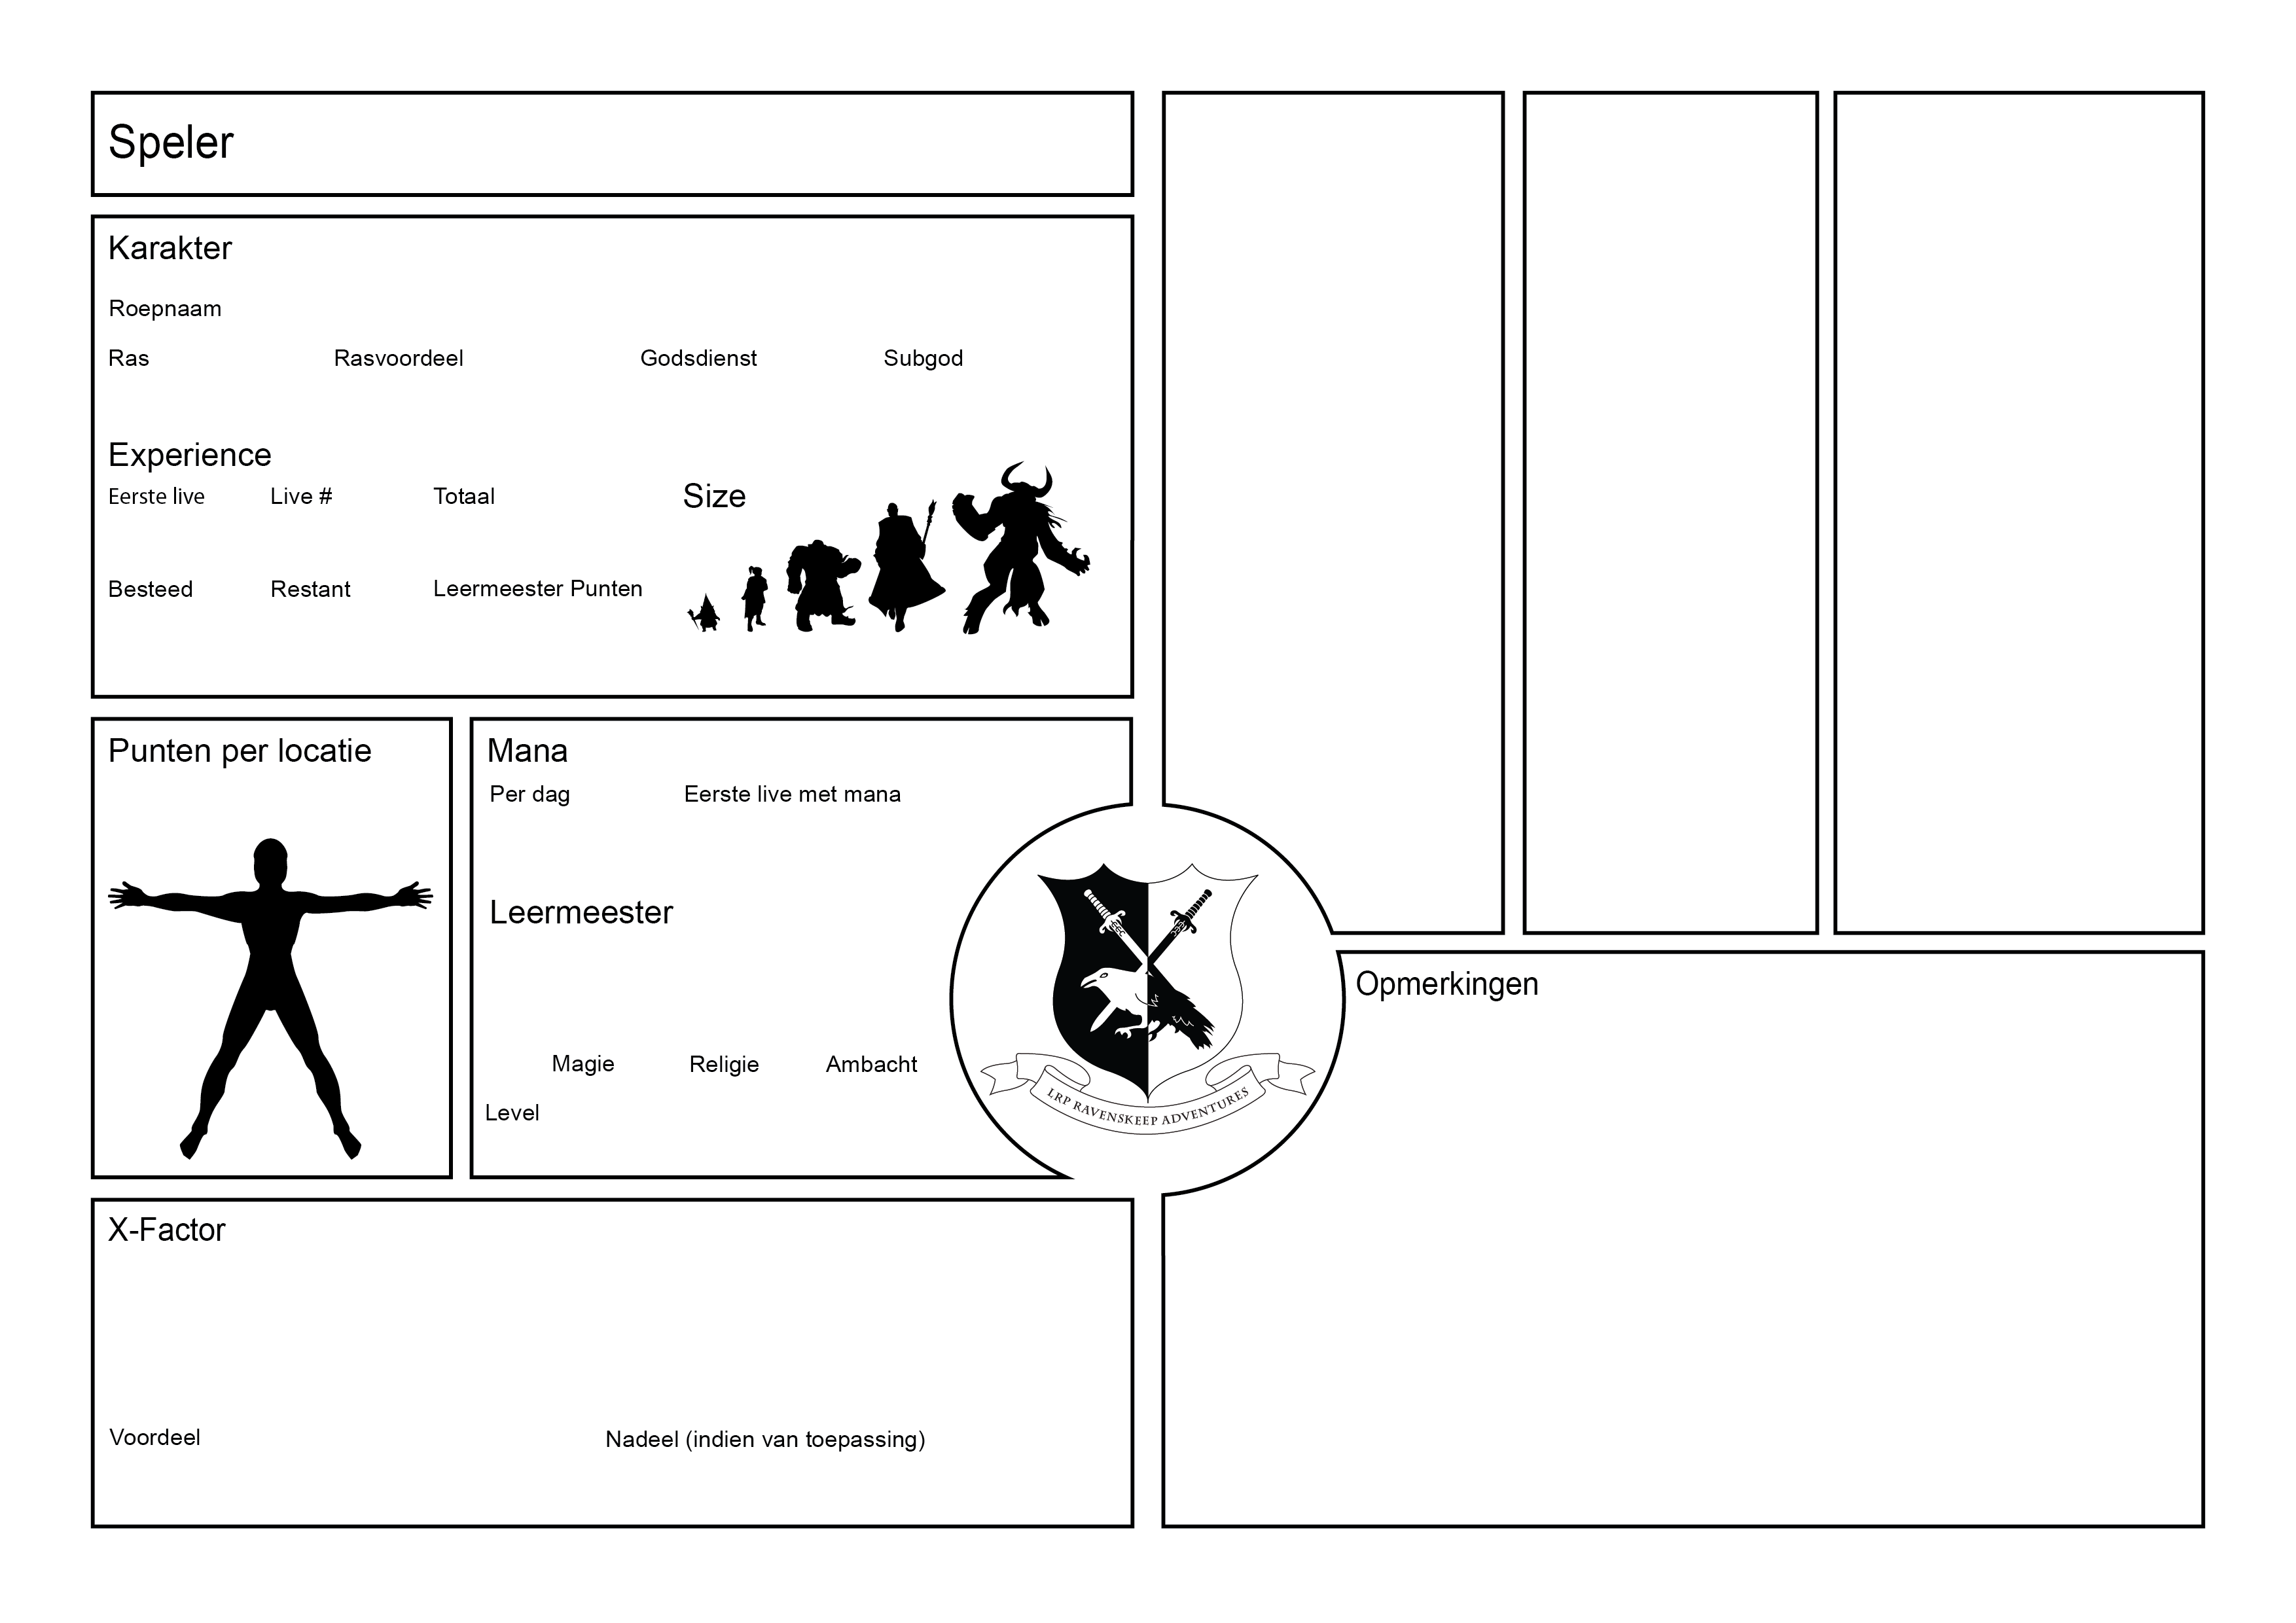 Speler
Karakter
Roepnaam
Ras Rasvoordeel Godsdienst Subgod
Experience
Eerste live Live # Totaal
Size
Besteed Restant Leermeester Punten
Punten per locatie
Mana
Per dag Eerste live met mana
Leermeester
Magie Religie Ambacht
Level
LRP RAVENSKEEP ADVENTURES
X-Factor
Voordeel Nadeel (indien van toepassing)
Opmerkingen